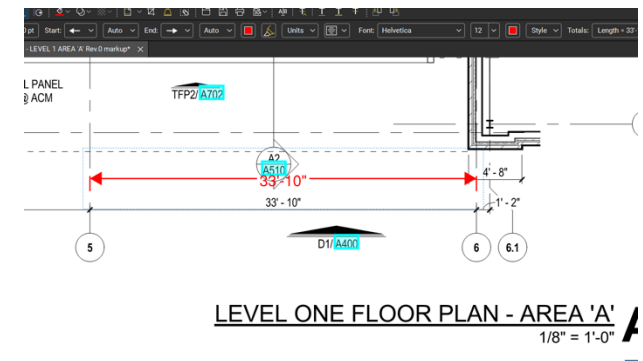 pt Start: Auto End: Auto Units Font: Helvetica 12 Style Totals: Length = 33'-
- LEVEL 1 AREA 'A' Rev.0 markup* ×
L PANEL
@ ACM
TFP2/ A702
A2
A510
33'-10"
4' - 8"
33' - 10"
1' - 2"
5
D1/ A400
6
6.1
LEVEL ONE FLOOR PLAN - AREA 'A'
1/8" = 1'-0"